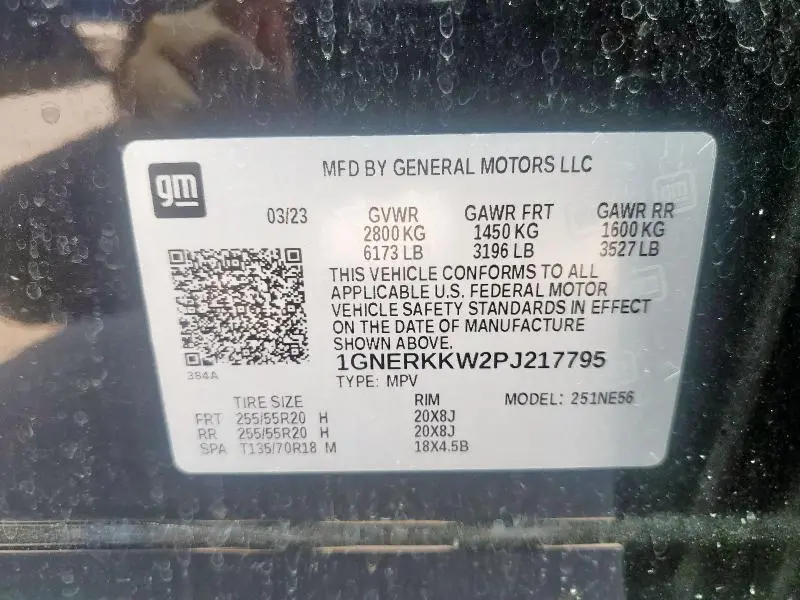 gm
MFD BY GENERAL MOTORS LLC
03/23 GVWR GAWR FRT GAWR RR
2800 KG 1450 KG 1600 KG
6173 LB 3196 LB 3527 LB
THIS VEHICLE CONFORMS TO ALL
APPLICABLE U.S. FEDERAL MOTOR
VEHICLE SAFETY STANDARDS IN EFFECT
ON THE DATE OF MANUFACTURE
SHOWN ABOVE.
1GNERKKW2PJ217795
384A
TYPE: MPV
TIRE SIZE RIM MODEL: 251NE56
FRT 255/55R20 H 20X8J
RR 255/55R20 H 20X8J
SPA T135/70R18 M 18X4.5B